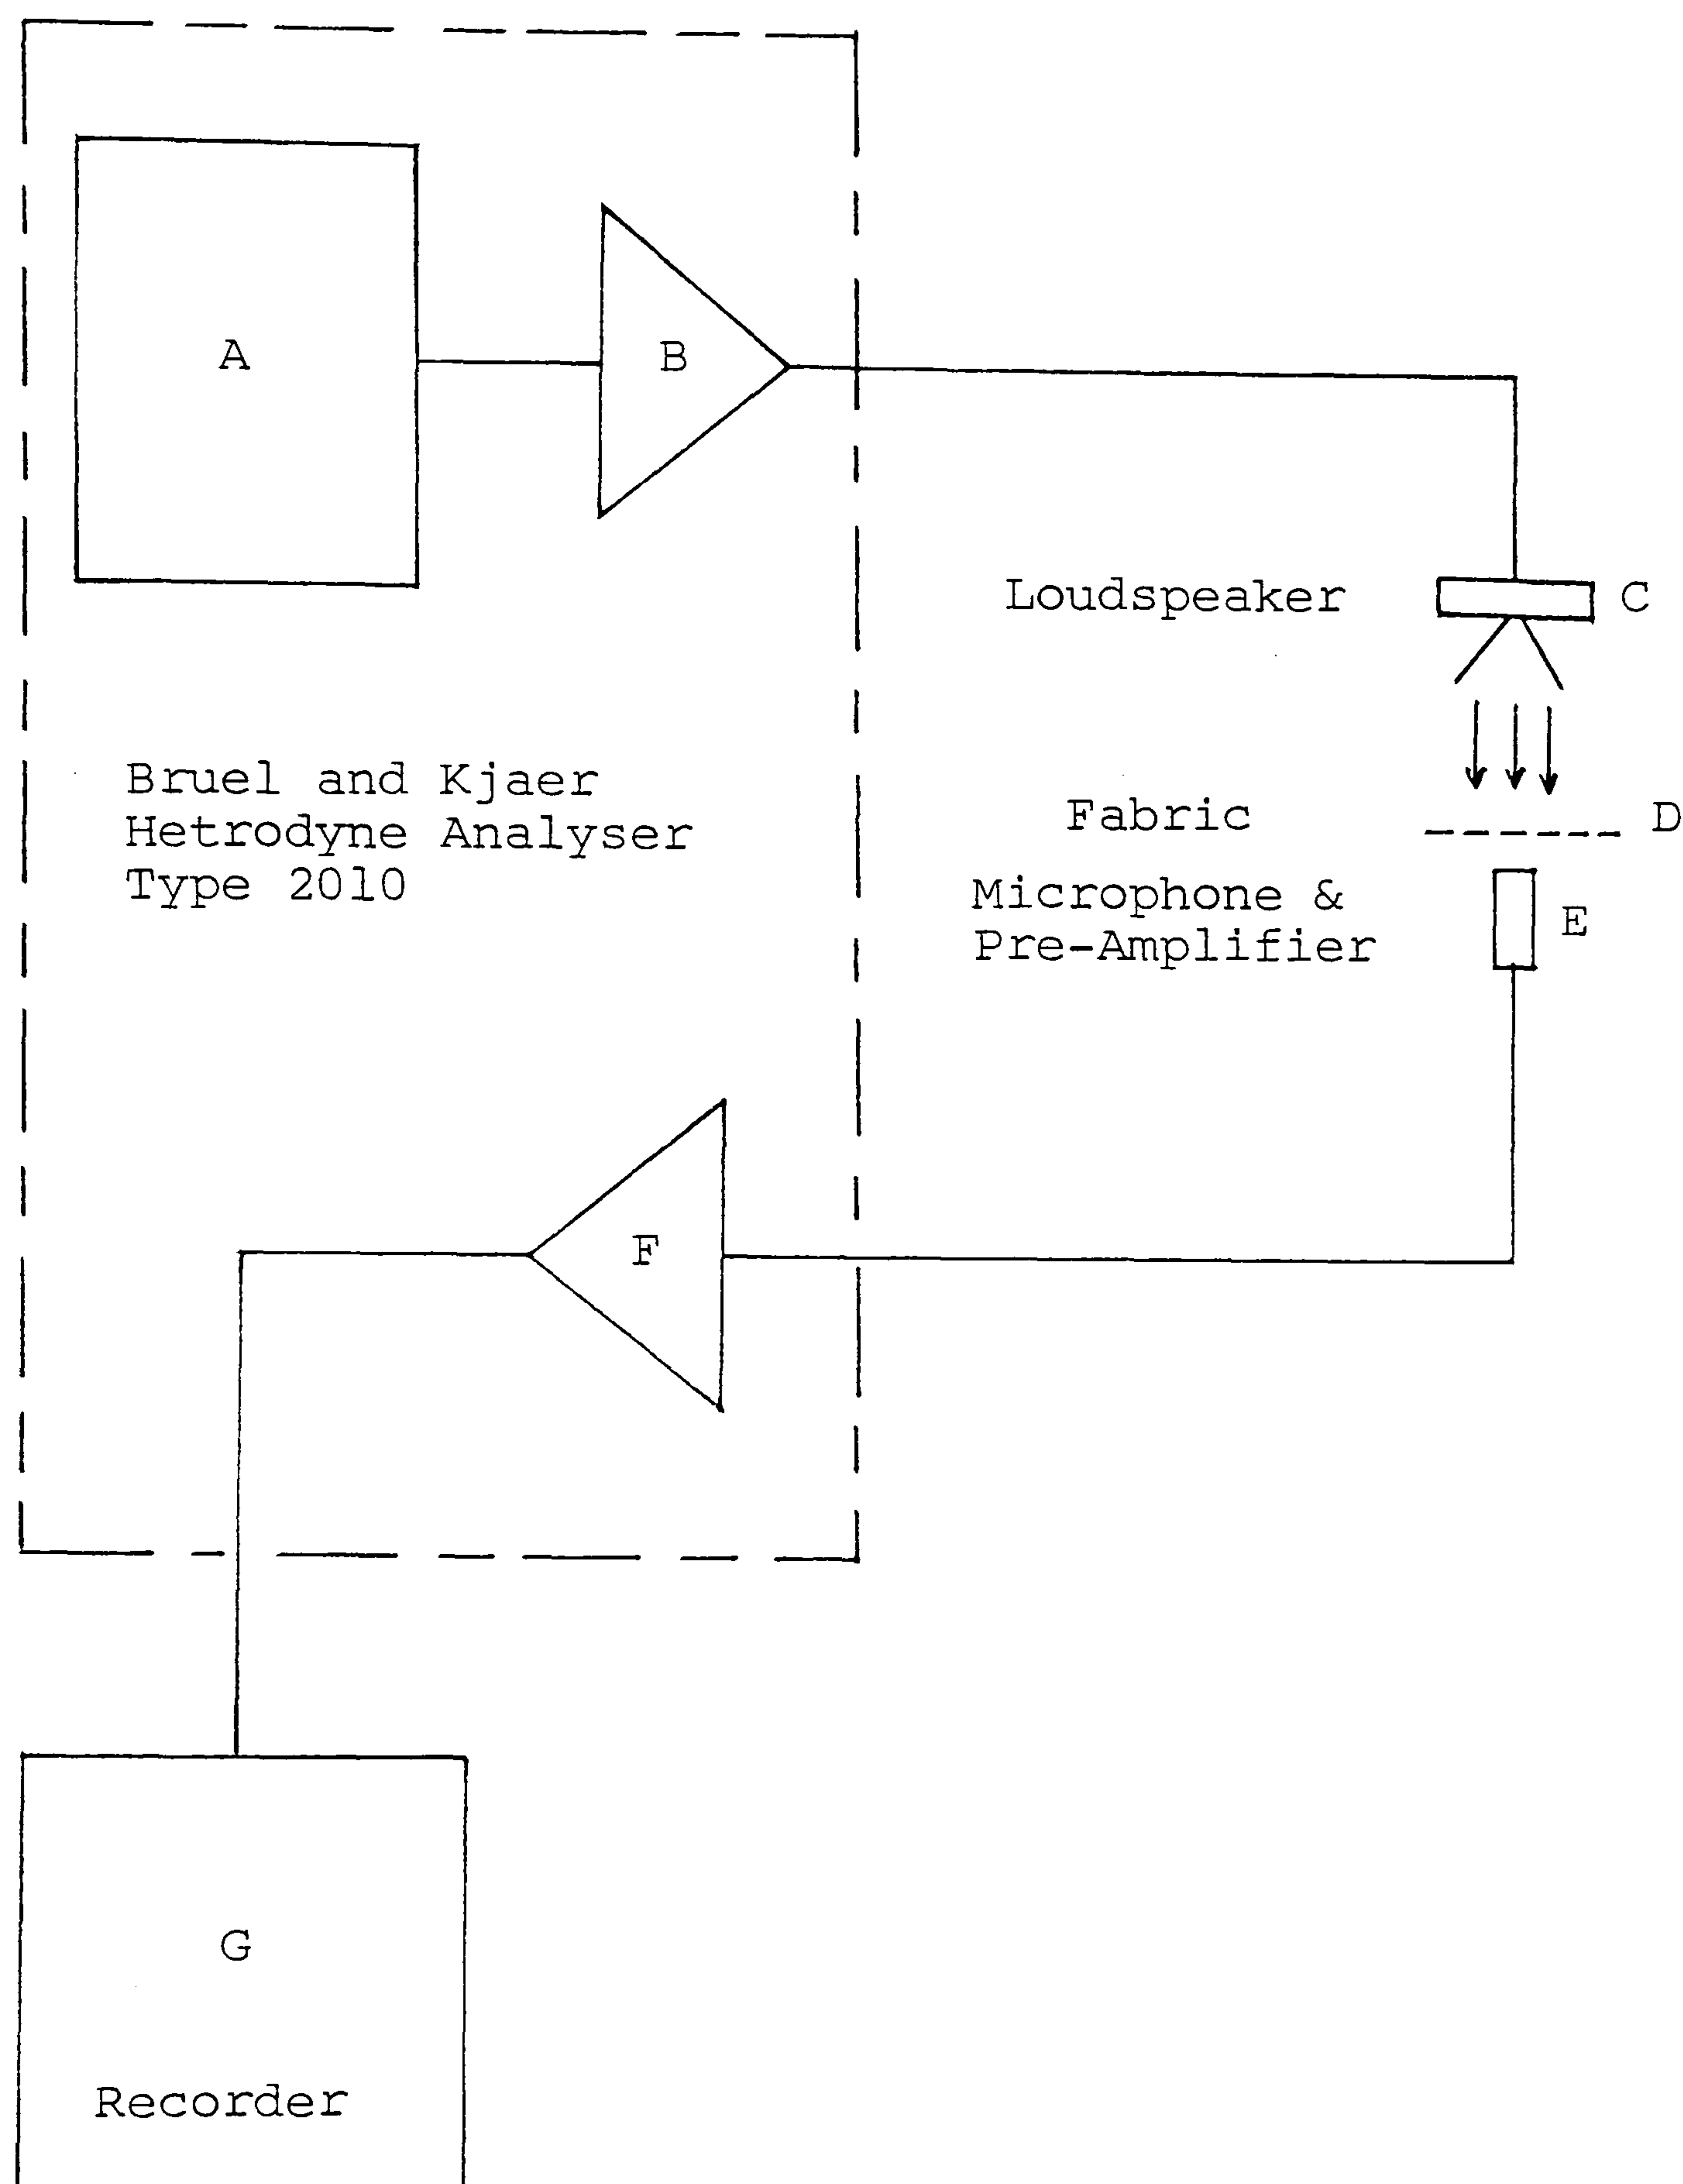 A
B
Loudspeaker
C
Bruel and Kjaer
Hetrodyne Analyser
Type 2010
Fabric
D
Microphone &
Pre-Amplifier
E
F
G
Recorder